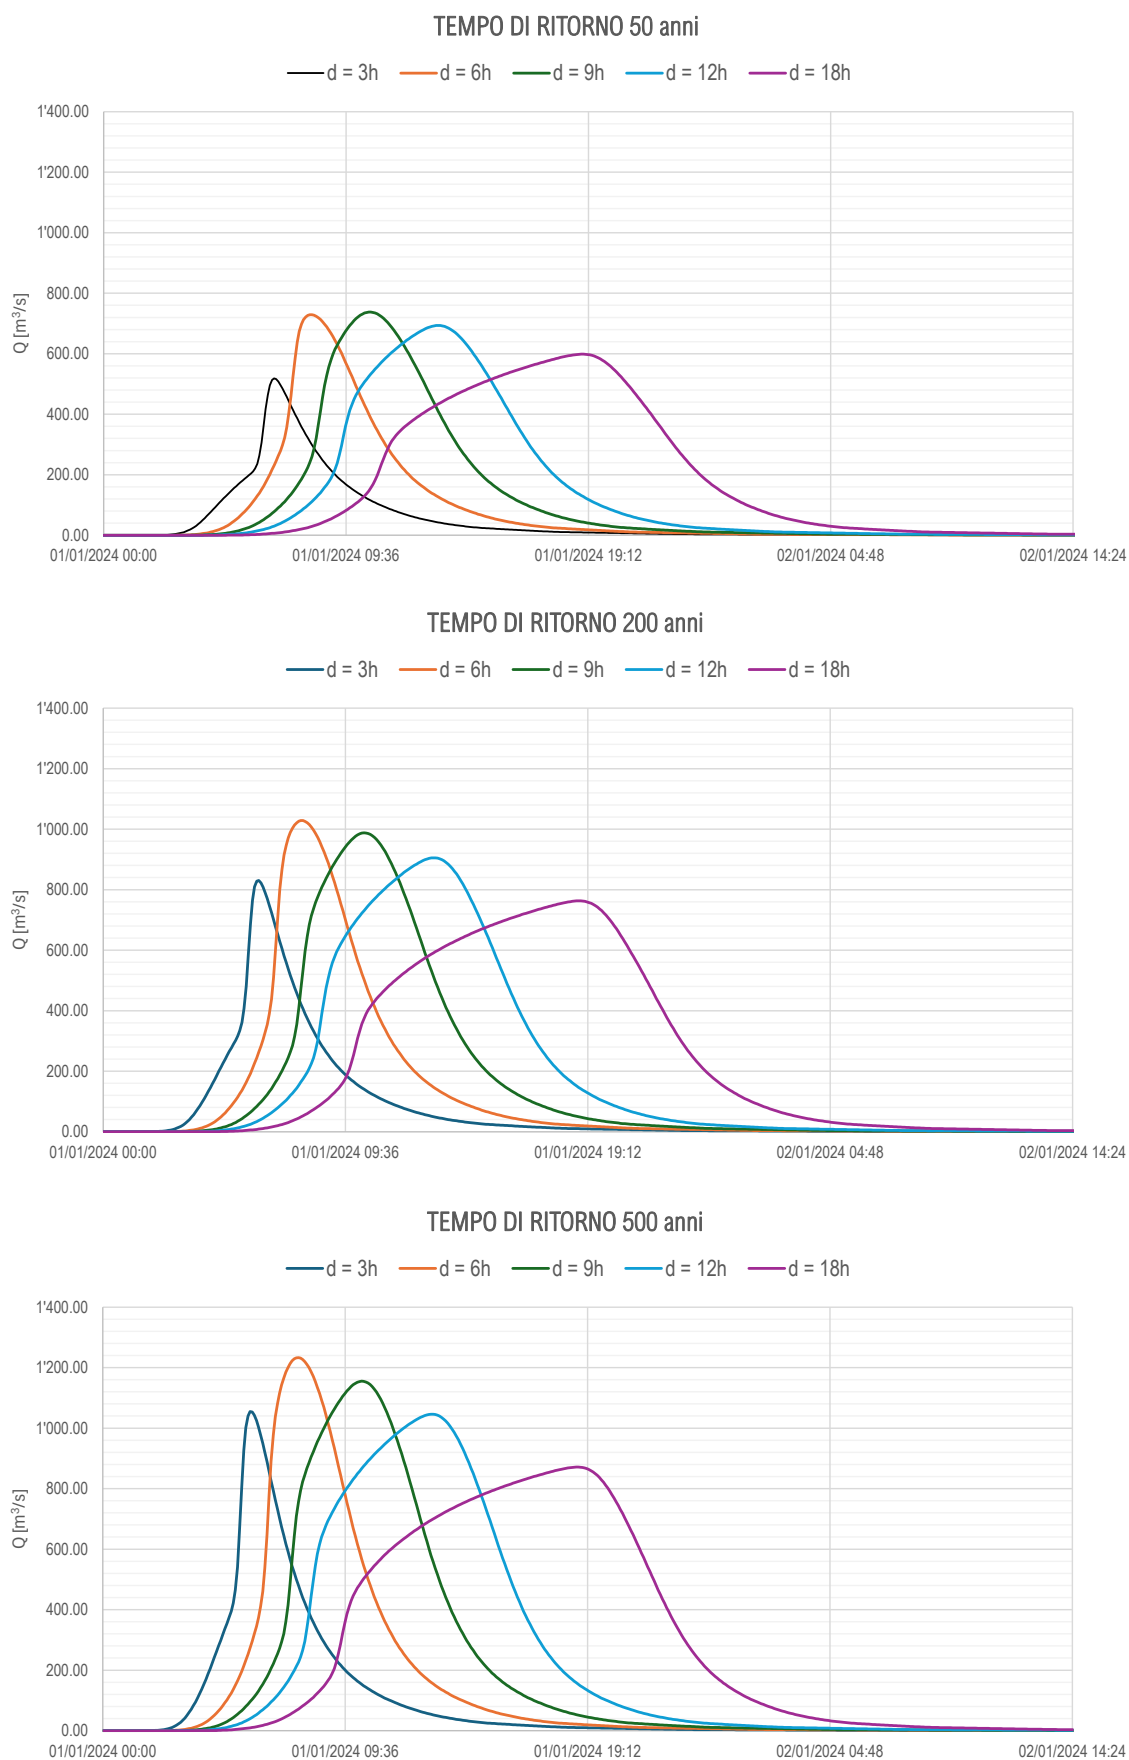 TEMPO DI RITORNO 50 anni
d = 3h d = 6h d = 9h d = 12h d = 18h
1'400.00
1'200.00
1'000.00
800.00
600.00
400.00
200.00
0.00
Q [m³/s]
01/01/2024 00:00 01/01/2024 09:36 01/01/2024 19:12 02/01/2024 04:48 02/01/2024 14:24
TEMPO DI RITORNO 200 anni
d = 3h d = 6h d = 9h d = 12h d = 18h
1'400.00
1'200.00
1'000.00
800.00
600.00
400.00
200.00
0.00
Q [m³/s]
01/01/2024 00:00 01/01/2024 09:36 01/01/2024 19:12 02/01/2024 04:48 02/01/2024 14:24
TEMPO DI RITORNO 500 anni
d = 3h d = 6h d = 9h d = 12h d = 18h
1'400.00
1'200.00
1'000.00
800.00
600.00
400.00
200.00
0.00
Q [m³/s]
01/01/2024 00:00 01/01/2024 09:36 01/01/2024 19:12 02/01/2024 04:48 02/01/2024 14:24